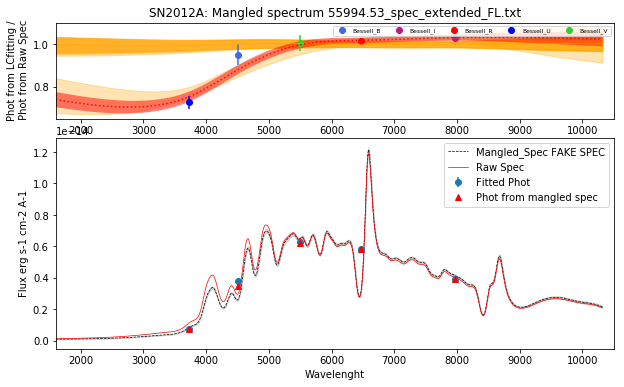 SN2012A: Mangled spectrum 55994.53_spec_extended_FL.txt
Phot from LCfitting /
Phot from Raw Spec
1.0
0.8
Bessell_B
Bessell_I
Bessell_R
Bessell_U
Bessell_V
2000 3000 4000 5000 6000 7000 8000 9000 10000
1e-14
Flux erg s-1 cm-2 A-1
1.2
1.0
0.8
0.6
0.4
0.2
0.0
Mangled_Spec FAKE SPEC
Raw Spec
Fitted Phot
Phot from mangled spec
2000 3000 4000 5000 6000 7000 8000 9000 10000
Wavelenght